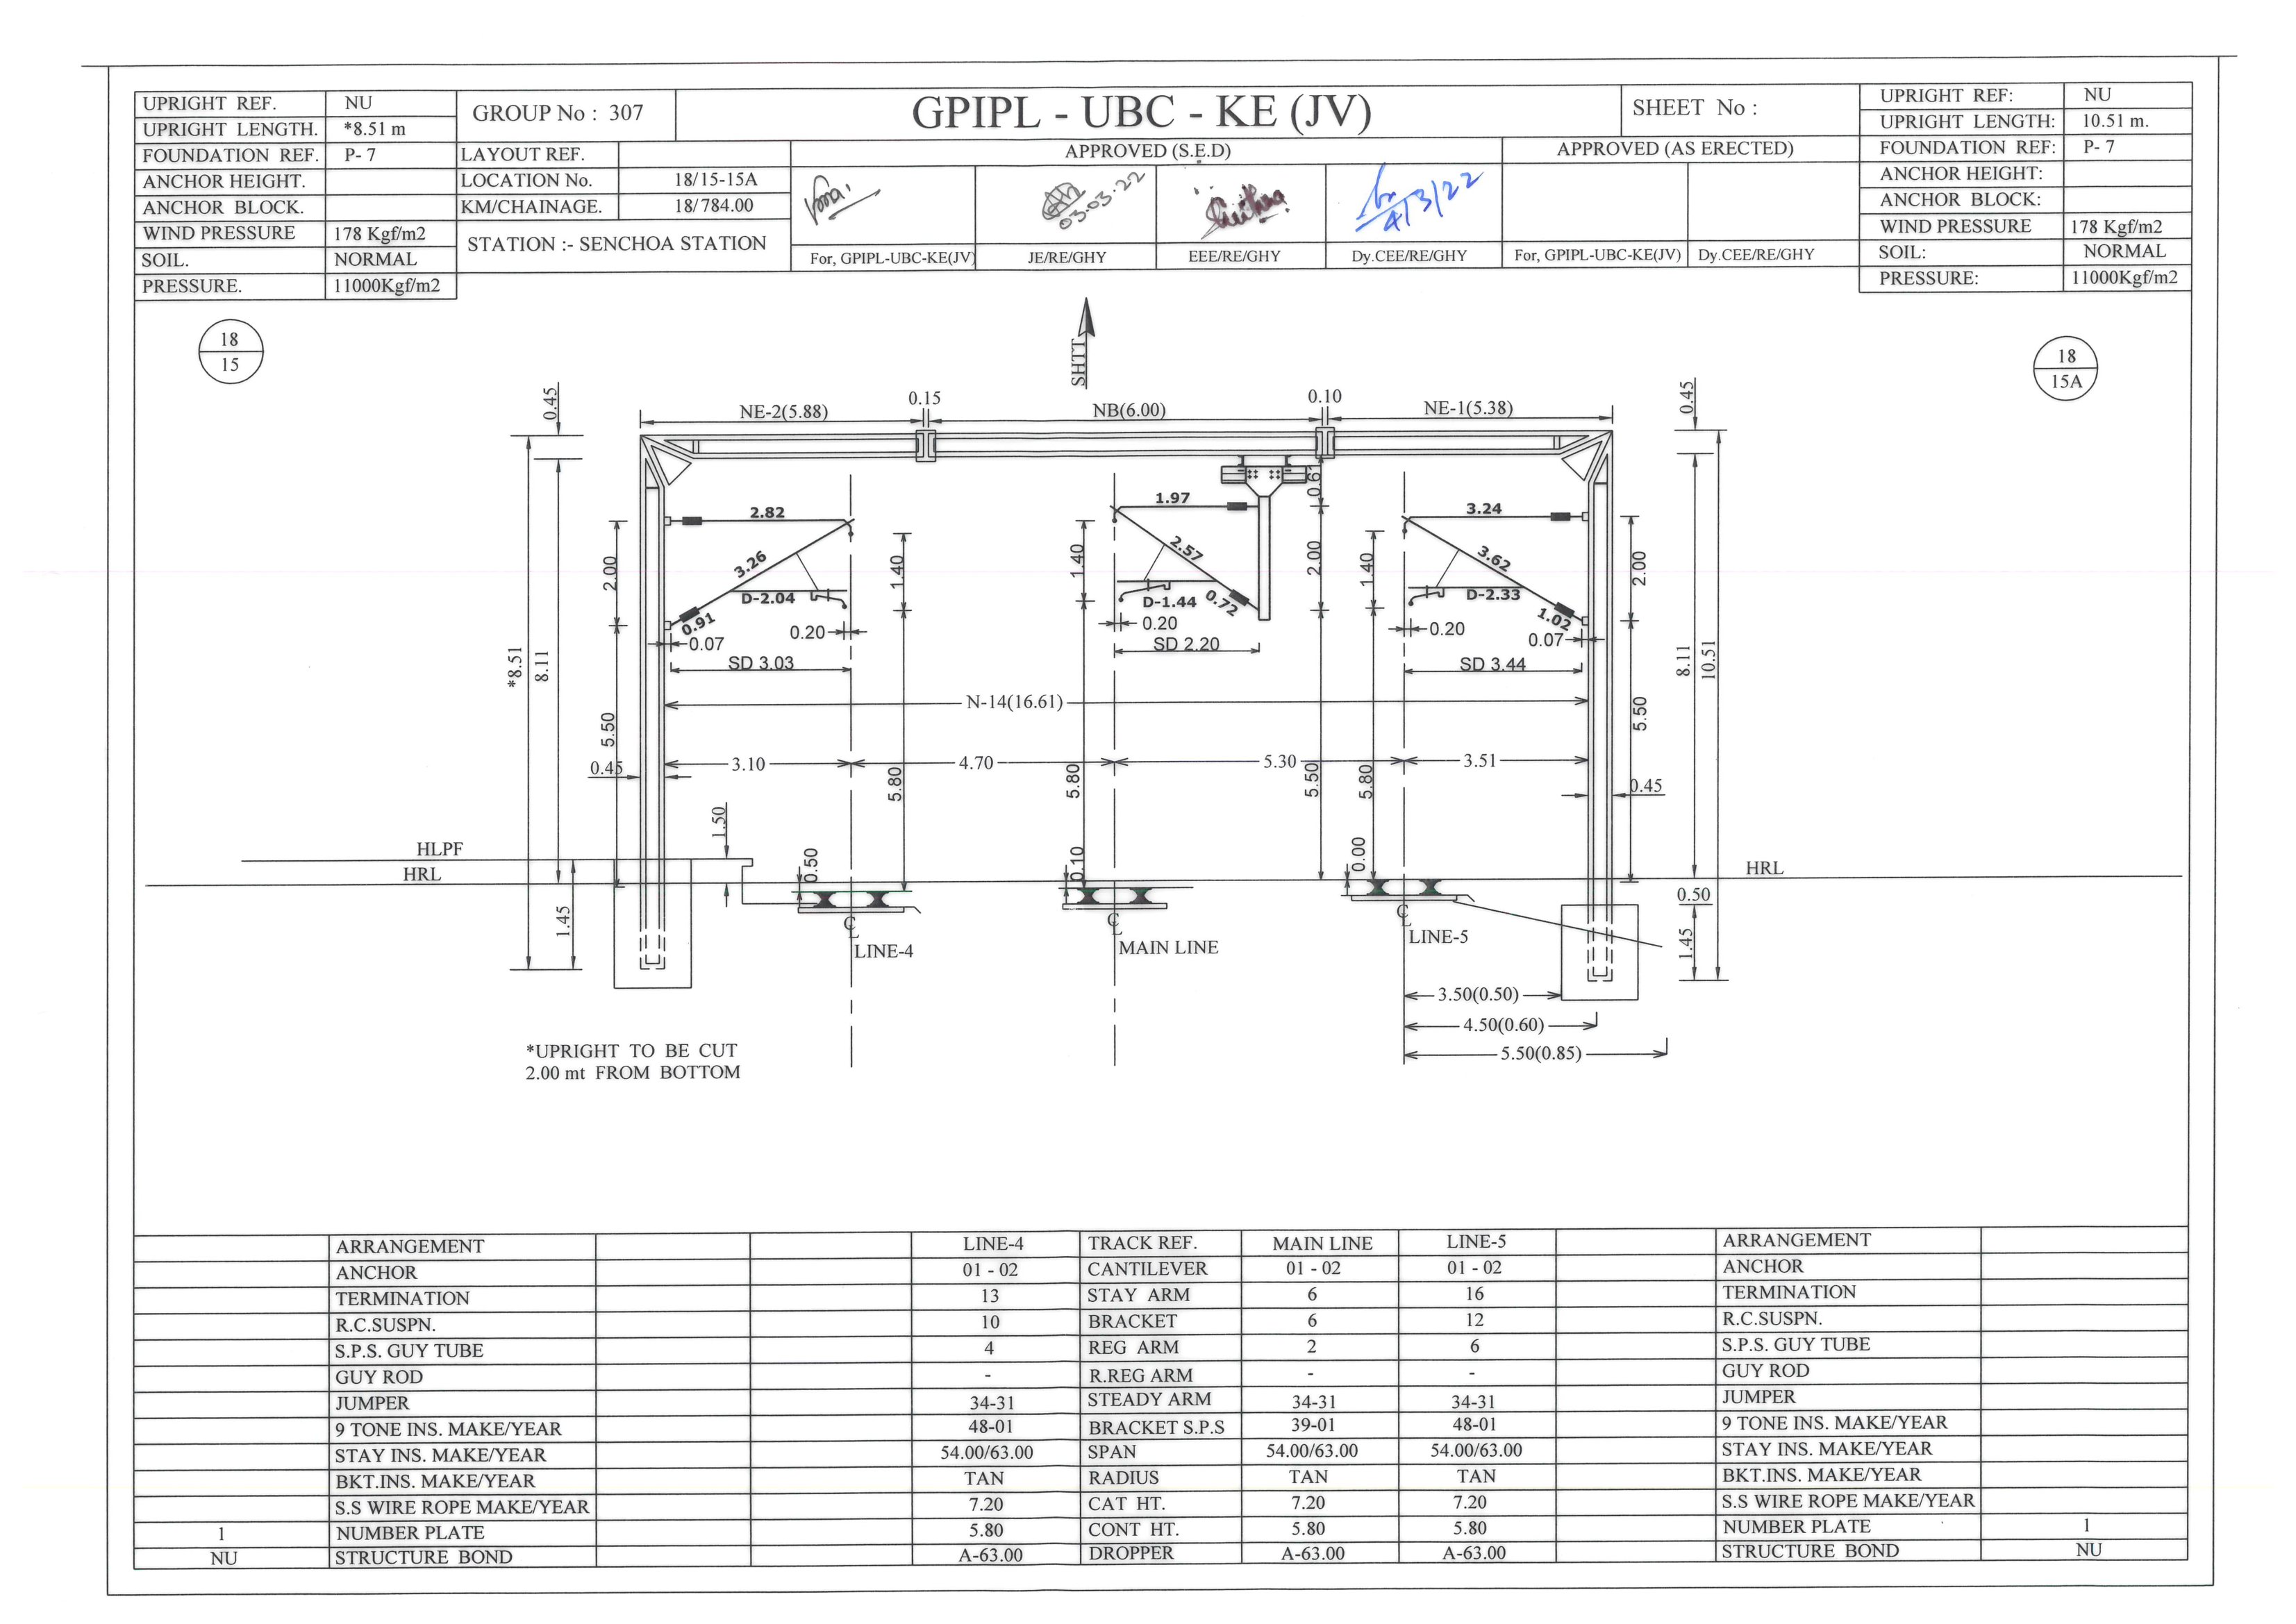 UPRIGHT REF. NU
UPRIGHT LENGTH. *8.51 m
FOUNDATION REF. P- 7
ANCHOR HEIGHT.
ANCHOR BLOCK.
WIND PRESSURE 178 Kgf/m2
SOIL. NORMAL
PRESSURE. 11000Kgf/m2
GROUP No : 307
LAYOUT REF.
LOCATION No. 18/15-15A
KM/CHAINAGE. 18/784.00
STATION :- SENCHOA STATION
GPIPL - UBC - KE (JV)
SHEET No :
APPROVED (S.E.D)
APPROVED (AS ERECTED)
03.03.22
4/3/22
For, GPIPL-UBC-KE(JV) JE/RE/GHY EEE/RE/GHY Dy.CEE/RE/GHY For, GPIPL-UBC-KE(JV) Dy.CEE/RE/GHY
UPRIGHT REF: NU
UPRIGHT LENGTH: 10.51 m.
FOUNDATION REF: P- 7
ANCHOR HEIGHT:
ANCHOR BLOCK:
WIND PRESSURE 178 Kgf/m2
SOIL: NORMAL
PRESSURE: 11000Kgf/m2
18
15
SHTT
18
15A
0.45
NE-2(5.88)
0.15
NB(6.00)
0.10
NE-1(5.38)
0.45
0.61
2.82
1.97
3.24
2.00
3.26
1.40
1.40
2.57
2.00
1.40
3.62
2.00
D-2.04
D-1.44
0.72
D-2.33
0.91
1.02
0.20
0.20
0.20
0.07
0.07
SD 3.03
SD 2.20
SD 3.44
*8.51
8.11
8.11
10.51
N-14(16.61)
5.50
5.50
3.10
4.70
5.30
3.51
0.45
5.80
5.80
5.50
5.80
0.45
1.50
HLPF
HRL
0.50
0.10
0.00
HRL
0.50
1.45
1.45
CL
LINE-4
CL
MAIN LINE
CL
LINE-5
3.50(0.50)
4.50(0.60)
5.50(0.85)
*UPRIGHT TO BE CUT
2.00 mt FROM BOTTOM
ARRANGEMENT LINE-4 TRACK REF. MAIN LINE LINE-5 ARRANGEMENT
ANCHOR 01 - 02 CANTILEVER 01 - 02 01 - 02 ANCHOR
TERMINATION 13 STAY ARM 6 16 TERMINATION
R.C.SUSPN. 10 BRACKET 6 12 R.C.SUSPN.
S.P.S. GUY TUBE 4 REG ARM 2 6 S.P.S. GUY TUBE
GUY ROD - R.REG ARM - - GUY ROD
JUMPER 34-31 STEADY ARM 34-31 34-31 JUMPER
9 TONE INS. MAKE/YEAR 48-01 BRACKET S.P.S 39-01 48-01 9 TONE INS. MAKE/YEAR
STAY INS. MAKE/YEAR 54.00/63.00 SPAN 54.00/63.00 54.00/63.00 STAY INS. MAKE/YEAR
BKT.INS. MAKE/YEAR TAN RADIUS TAN TAN BKT.INS. MAKE/YEAR
S.S WIRE ROPE MAKE/YEAR 7.20 CAT HT. 7.20 7.20 S.S WIRE ROPE MAKE/YEAR
1 NUMBER PLATE 5.80 CONT HT. 5.80 5.80 NUMBER PLATE 1
NU STRUCTURE BOND A-63.00 DROPPER A-63.00 A-63.00 STRUCTURE BOND NU